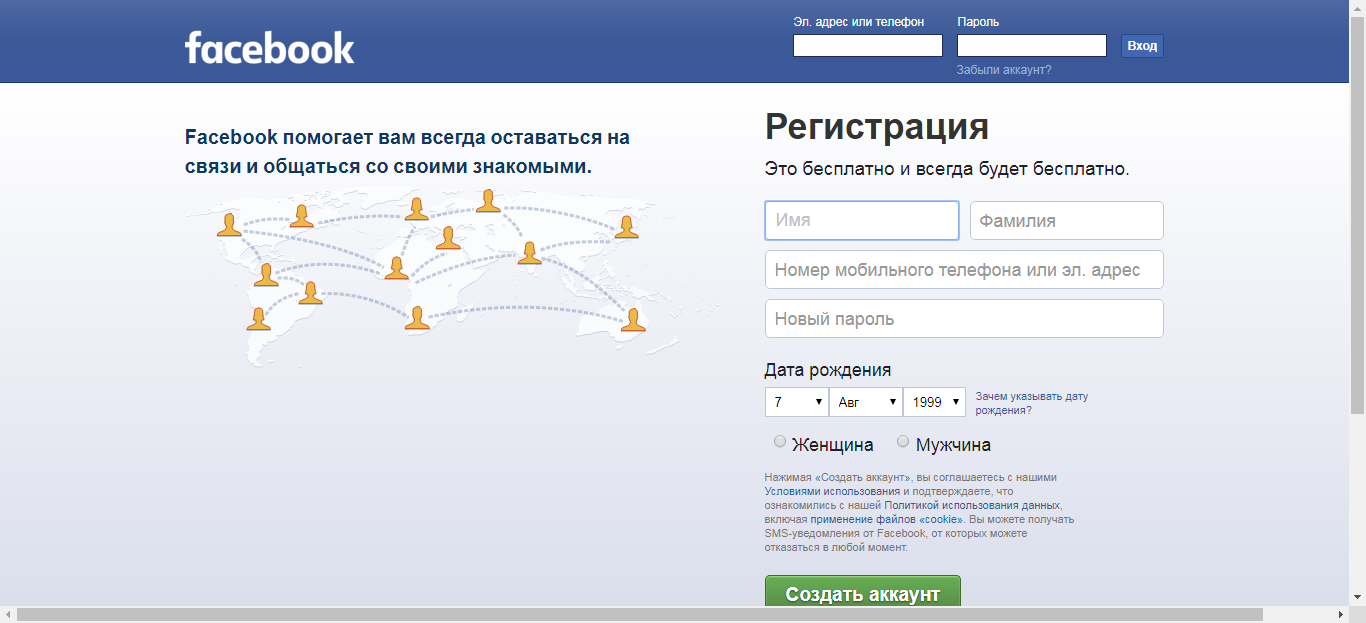 facebook
Эл. адрес или телефон
Пароль
Вход
Забыли аккаунт?
Facebook помогает вам всегда оставаться на
связи и общаться со своими знакомыми.
Регистрация
Это бесплатно и всегда будет бесплатно.
Имя
Фамилия
Номер мобильного телефона или эл. адрес
Новый пароль
Дата рождения
7
Авг
1999
Зачем указывать дату
рождения?
Женщина
Мужчина
Нажимая «Создать аккаунт», вы соглашаетесь с нашими
Условиями использования и подтверждаете, что
ознакомились с нашей Политикой использования данных,
включая применение файлов «cookie». Вы можете получать
SMS-уведомления от Facebook, от которых можете
отказаться в любой момент.
Создать аккаунт